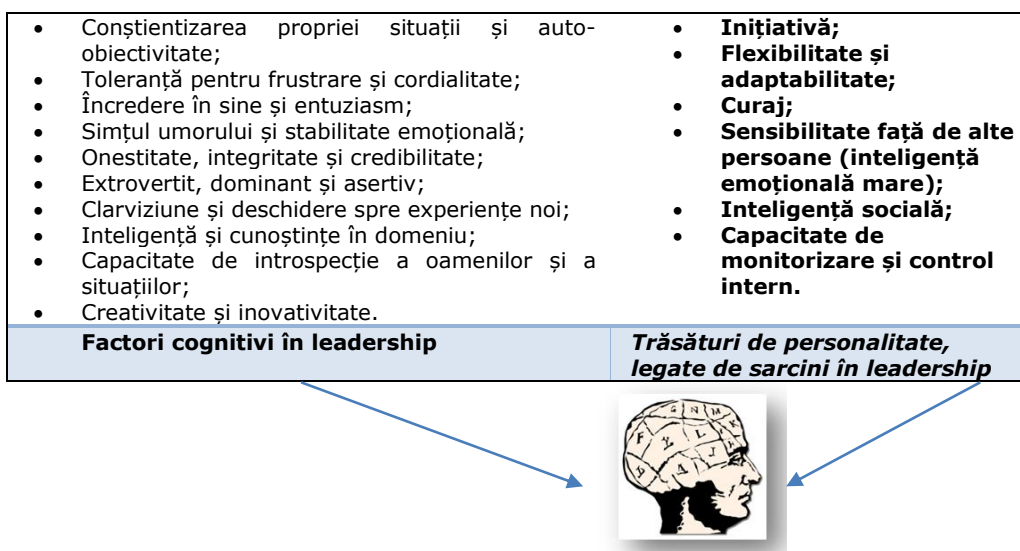 • Conștientizarea propriei situații și auto-
obiectivitate;
• Toleranță pentru frustrare și cordialitate;
• Încredere în sine și entuziasm;
• Simțul umorului și stabilitate emoțională;
• Onestitate, integritate și credibilitate;
• Extrovertit, dominant și asertiv;
• Clarviziune și deschidere spre experiențe noi;
• Inteligență și cunoștințe în domeniu;
• Capacitate de introspecție a oamenilor și a
situațiilor;
• Creativitate și inovativitate.
• Inițiativă;
• Flexibilitate și
adaptabilitate;
• Curaj;
• Sensibilitate față de alte
persoane (inteligență
emoțională mare);
• Inteligență socială;
• Capacitate de
monitorizare și control
intern.
Factori cognitivi în leadership
Trăsături de personalitate,
legate de sarcini în leadership